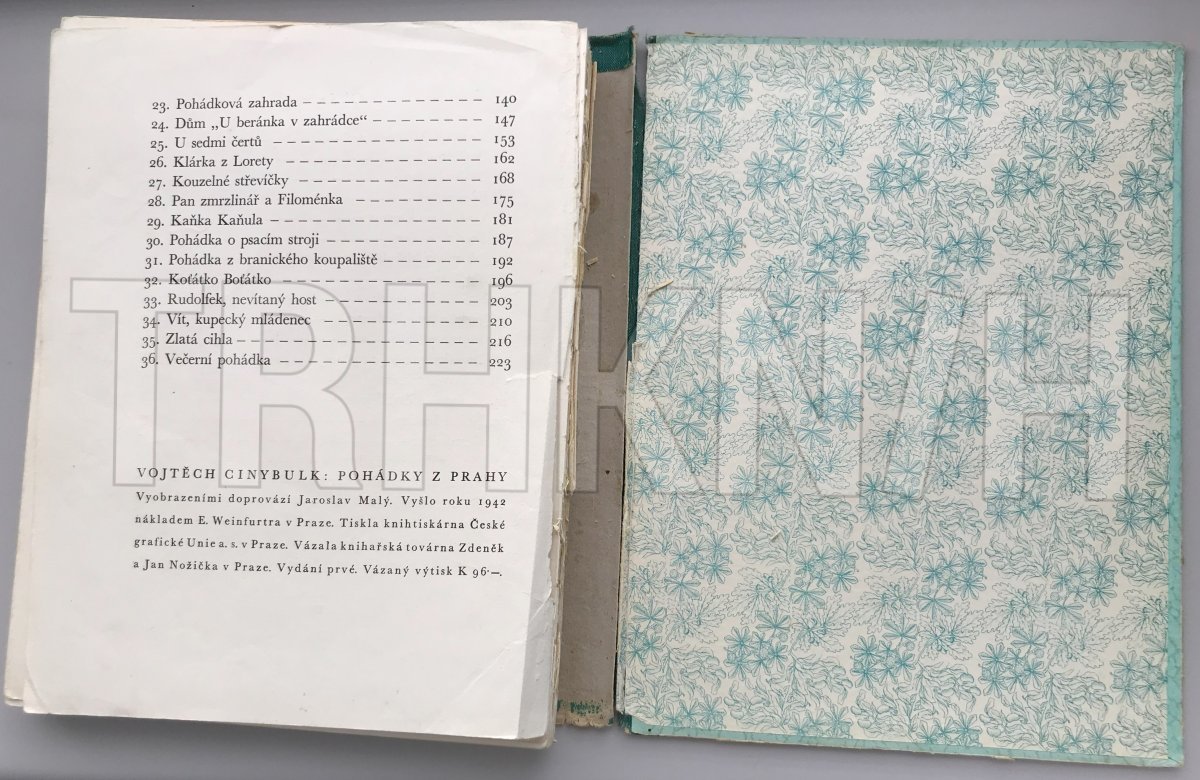 23. Pohádková zahrada – – – – – – – – – – – – – 140
24. Dům „U beránka v zahrádce“ – – – – – – – – 147
25. U sedmi čertů – – – – – – – – – – – – – – – 153
26. Klárka z Lorety – – – – – – – – – – – – – – 162
27. Kouzelné střevíčky – – – – – – – – – – – – – 168
28. Pan zmrzlinář a Filoménka – – – – – – – – – – 175
29. Kaňka Kaňula – – – – – – – – – – – – – – – 181
30. Pohádka o psacím stroji – – – – – – – – – – – 187
31. Pohádka z branického koupaliště – – – – – – – 192
32. Koťátko Boťátko – – – – – – – – – – – – – – 196
33. Rudolfek, nevítaný host – – – – – – – – – – – 203
34. Vít, kupecký mládenec – – – – – – – – – – – – 210
35. Zlatá cihla – – – – – – – – – – – – – – – – – 216
36. Večerní pohádka – – – – – – – – – – – – – – 223
TRHKNIH
VOJTĚCH CINYBULK: POHÁDKY Z PRAHY
Vyobrazeními doprovází Jaroslav Malý. Vyšlo roku 1942
nákladem E. Weinfurtra v Praze. Tiskla knihtiskárna České
grafické Unie a. s. v Praze. Vázala knihařská továrna Zdeněk
a Jan Nožička v Praze. Vydání prvé. Vázaný výtisk K 96·—.